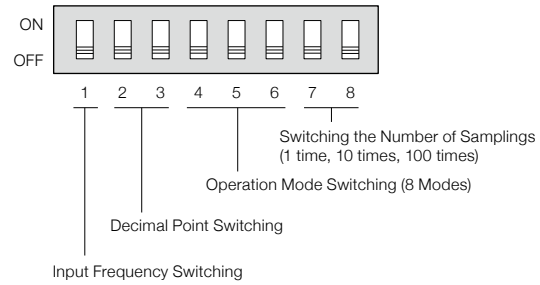 ON
OFF
1 2 3 4 5 6 7 8
Switching the Number of Samplings
(1 time, 10 times, 100 times)
Operation Mode Switching (8 Modes)
Decimal Point Switching
Input Frequency Switching